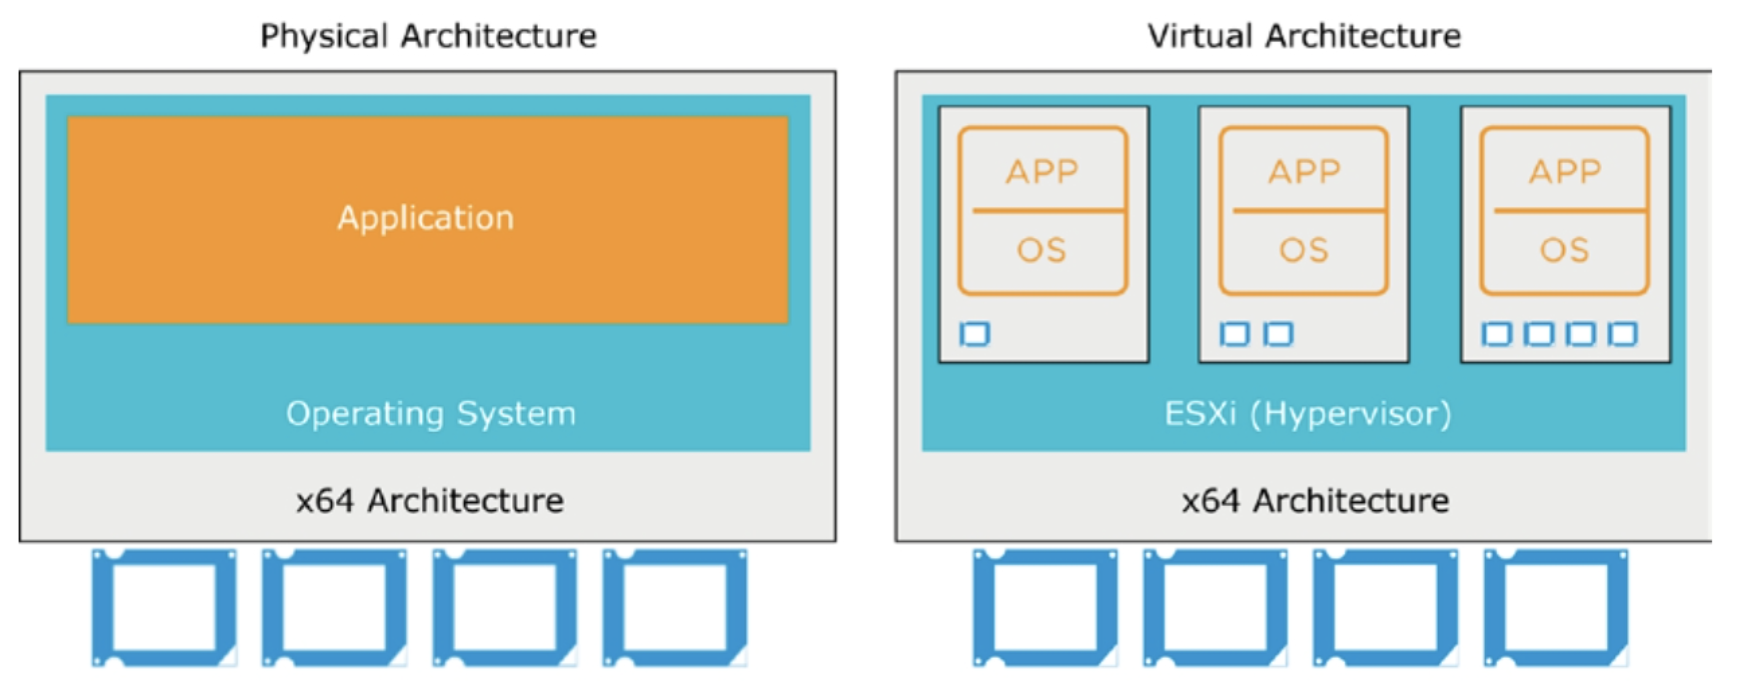 Physical Architecture
Application
Operating System
x64 Architecture
Virtual Architecture
APP
OS
APP
OS
APP
OS
ESXi (Hypervisor)
x64 Architecture